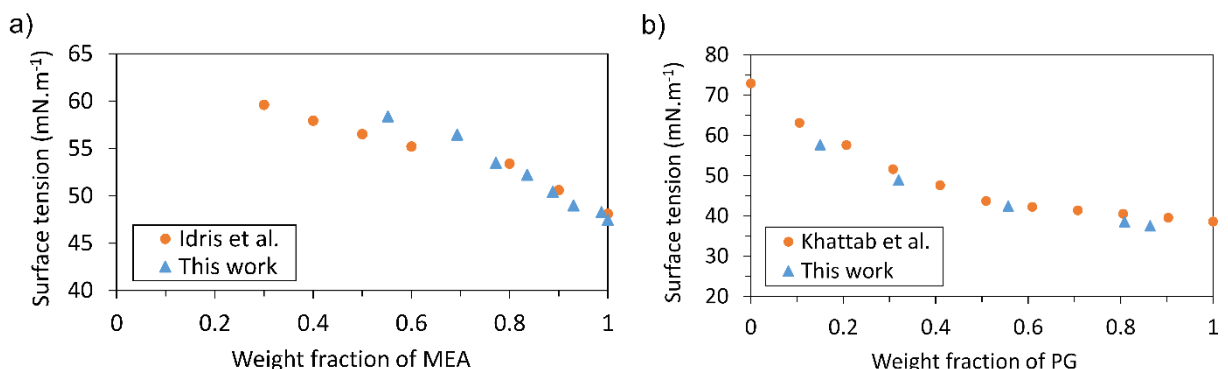 a)
Surface tension (mN.m⁻¹)
65
60
55
50
45
40
Idris et al.
This work
0 0.2 0.4 0.6 0.8 1
Weight fraction of MEA
b)
Surface tension (mN.m⁻¹)
80
70
60
50
40
30
20
Khattab et al.
This work
0 0.2 0.4 0.6 0.8 1
Weight fraction of PG